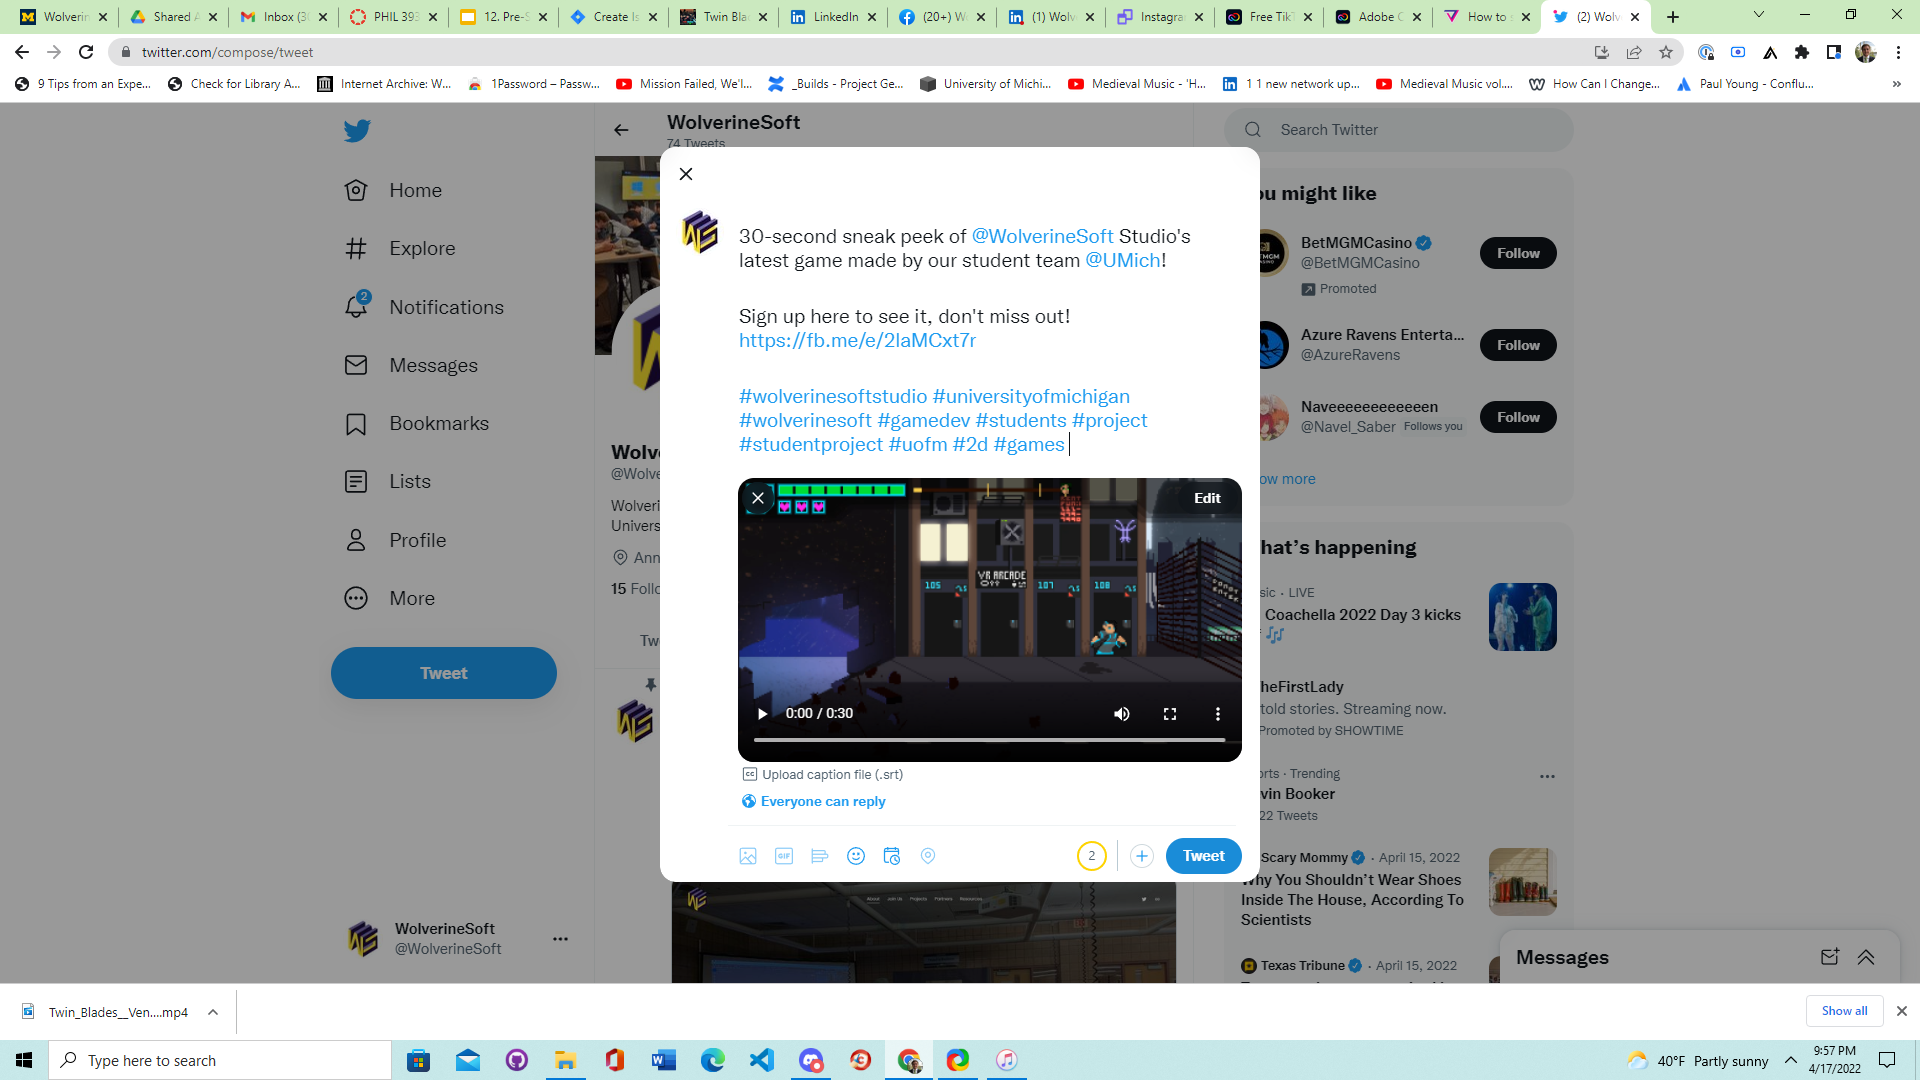 Wolverin
Shared A
Inbox (3
PHIL 393
12. Pre-S
Create Is
Twin Bla
LinkedIn
(20+) W
(1) Wolv
Instagra
Free TikT
Adobe C
How to s
(2) Wolv
twitter.com/compose/tweet
9 Tips from an Expe...
Check for Library A...
Internet Archive: W...
1Password – Passw...
Mission Failed, We'l...
_Builds - Project Ge...
University of Michi...
Medieval Music - 'H...
1 1 new network up...
Medieval Music vol....
How Can I Change...
Paul Young - Conflu...
WolverineSoft
74 Tweets
Search Twitter
Home
Explore
2
Notifications
Messages
Bookmarks
Lists
Profile
More
Tweet
30-second sneak peek of @WolverineSoft Studio's
latest game made by our student team @UMich!
Sign up here to see it, don't miss out!
https://fb.me/e/2laMCxt7r
#wolverinesoftstudio #universityofmichigan
#wolverinesoft #gamedev #students #project
#studentproject #uofm #2d #games
Edit
VR ARCADE
105
107
108
0:00 / 0:30
Upload caption file (.srt)
Everyone can reply
2
Tweet
Wolv
@Wolve
Wolveri
Univers
Ann
15 Follo
Tw
ou might like
BetMGMCasino
@BetMGMCasino
Promoted
Follow
Azure Ravens Enterta...
@AzureRavens
Follow
Naveeeeeeeeeeen
@Navel_Saber Follows you
Follow
ow more
hat's happening
sic · LIVE
Coachella 2022 Day 3 kicks
heFirstLady
told stories. Streaming now.
Promoted by SHOWTIME
orts · Trending
vin Booker
22 Tweets
Scary Mommy · April 15, 2022
Why You Shouldn't Wear Shoes
Inside The House, According To
Scientists
Texas Tribune · April 15, 2022
Messages
WolverineSoft
@WolverineSoft
About Join Us Projects Partners Resources
Twin_Blades__Ven....mp4
Show all
Type here to search
40°F Partly sunny
9:57 PM
4/17/2022